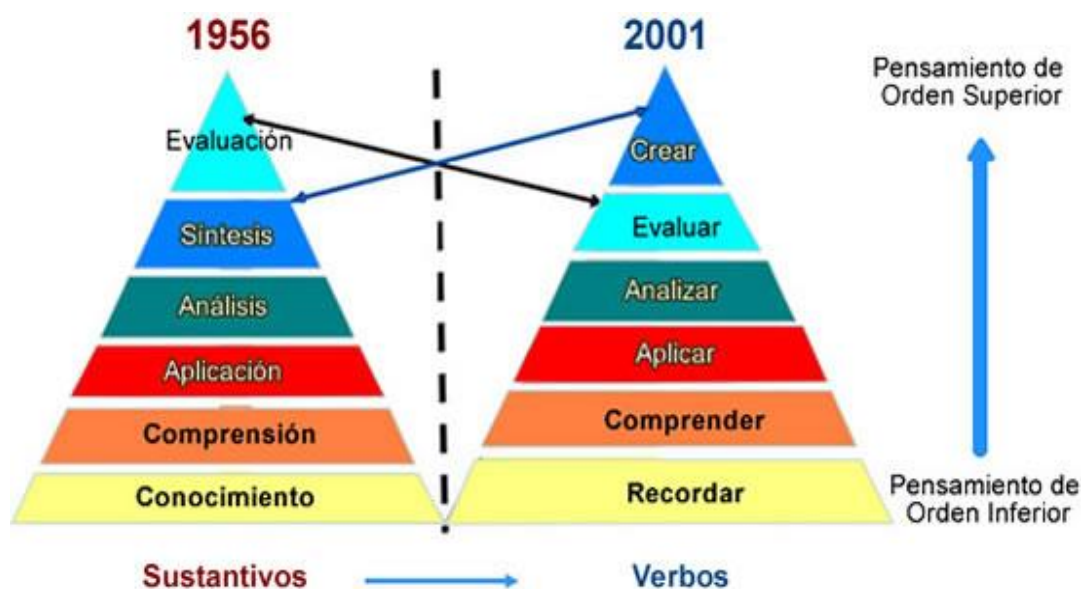 1956
Evaluación
Síntesis
Análisis
Aplicación
Comprensión
Conocimiento
Sustantivos
2001
Crear
Evaluar
Analizar
Aplicar
Comprender
Recordar
Verbos
Pensamiento de
Orden Superior
Pensamiento de
Orden Inferior